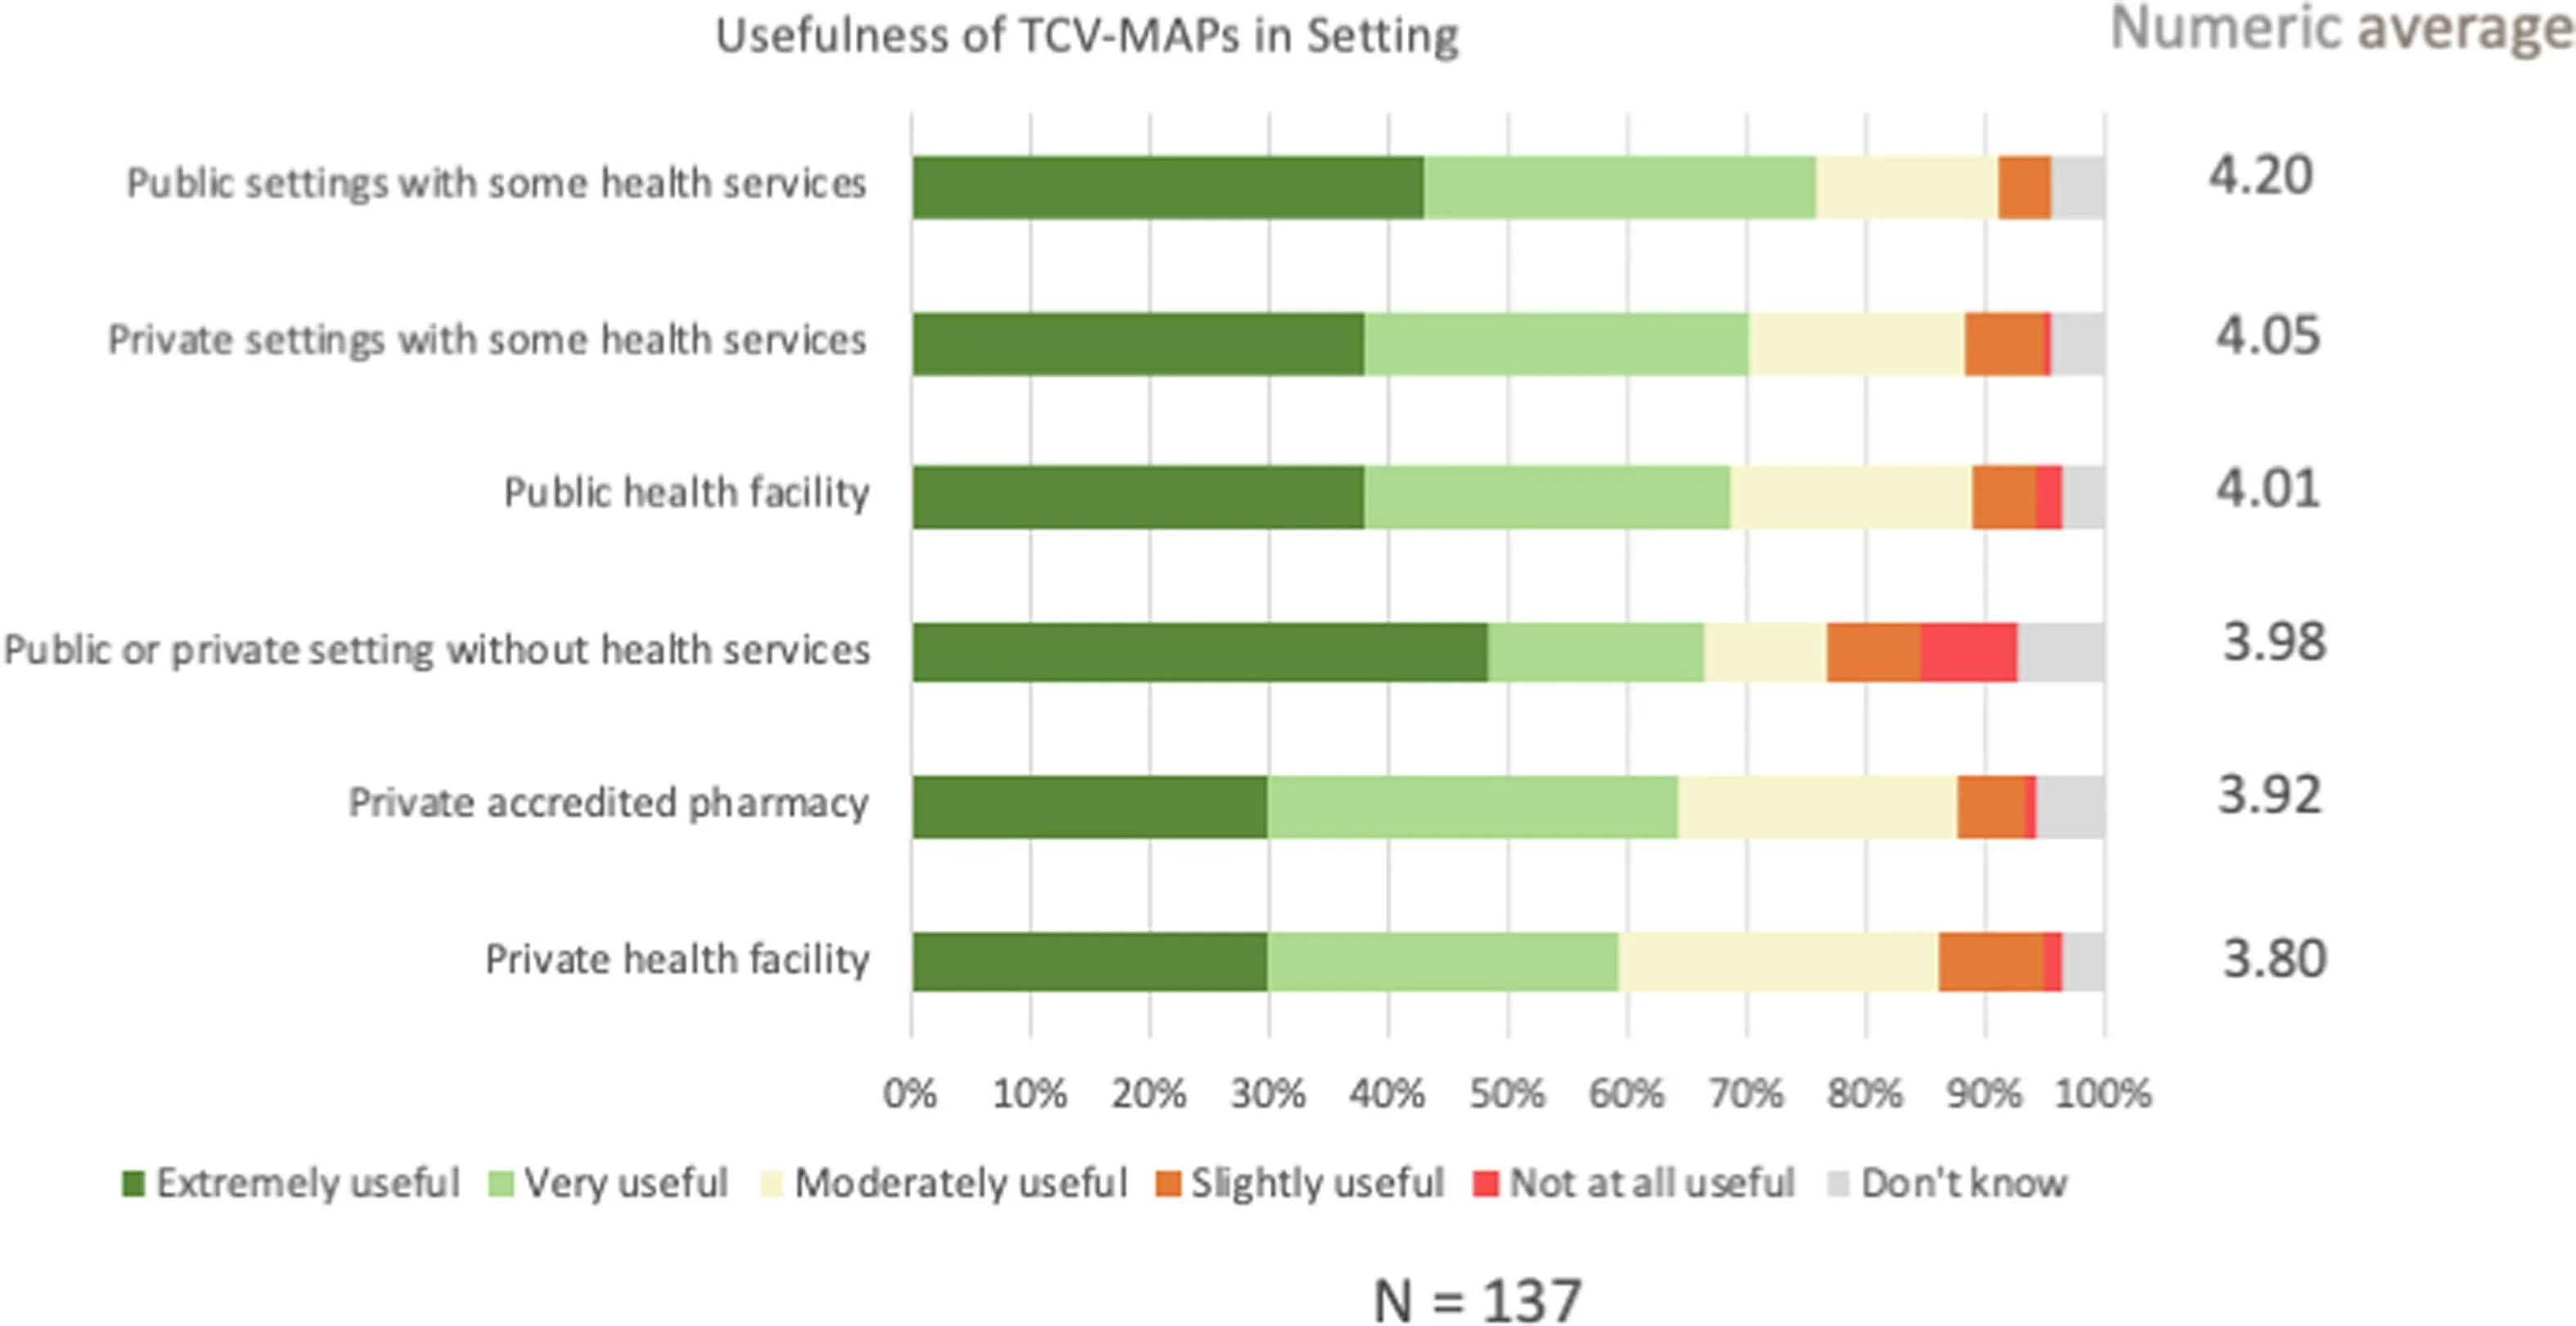 Usefulness of TCV-MAPs in Setting
Numeric average
Public settings with some health services
4.20
Private settings with some health services
4.05
Public health facility
4.01
Public or private setting without health services
3.98
Private accredited pharmacy
3.92
Private health facility
3.80
0% 10% 20% 30% 40% 50% 60% 70% 80% 90% 100%
Extremely useful Very useful Moderately useful Slightly useful Not at all useful Don't know
N = 137